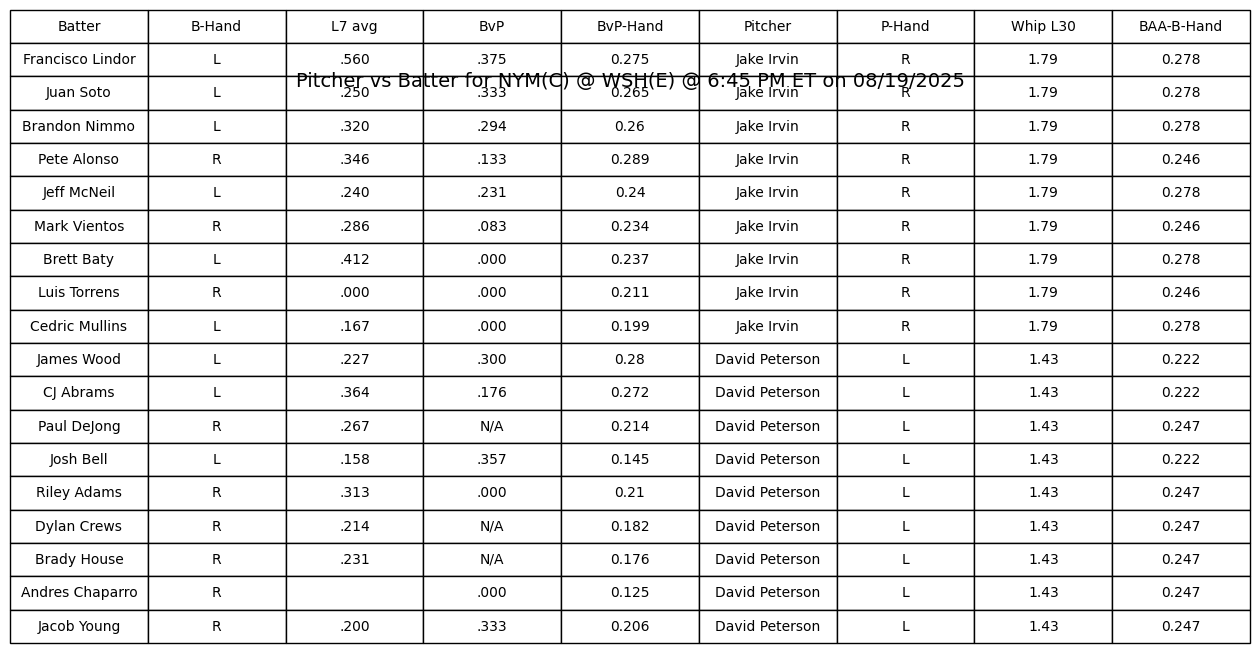 Batter B-Hand L7 avg BvP BvP-Hand Pitcher P-Hand Whip L30 BAA-B-Hand
Francisco Lindor L .560 .375 0.275 Jake Irvin R 1.79 0.278
Pitcher vs Batter for NYM(C) @ WSH(E) @ 6:45 PM ET on 08/19/2025
Juan Soto L .250 .333 0.265 Jake Irvin R 1.79 0.278
Brandon Nimmo L .320 .294 0.26 Jake Irvin R 1.79 0.278
Pete Alonso R .346 .133 0.289 Jake Irvin R 1.79 0.246
Jeff McNeil L .240 .231 0.24 Jake Irvin R 1.79 0.278
Mark Vientos R .286 .083 0.234 Jake Irvin R 1.79 0.246
Brett Baty L .412 .000 0.237 Jake Irvin R 1.79 0.278
Luis Torrens R .000 .000 0.211 Jake Irvin R 1.79 0.246
Cedric Mullins L .167 .000 0.199 Jake Irvin R 1.79 0.278
James Wood L .227 .300 0.28 David Peterson L 1.43 0.222
CJ Abrams L .364 .176 0.272 David Peterson L 1.43 0.222
Paul DeJong R .267 N/A 0.214 David Peterson L 1.43 0.247
Josh Bell L .158 .357 0.145 David Peterson L 1.43 0.222
Riley Adams R .313 .000 0.21 David Peterson L 1.43 0.247
Dylan Crews R .214 N/A 0.182 David Peterson L 1.43 0.247
Brady House R .231 N/A 0.176 David Peterson L 1.43 0.247
Andres Chaparro R .000 0.125 David Peterson L 1.43 0.247
Jacob Young R .200 .333 0.206 David Peterson L 1.43 0.247